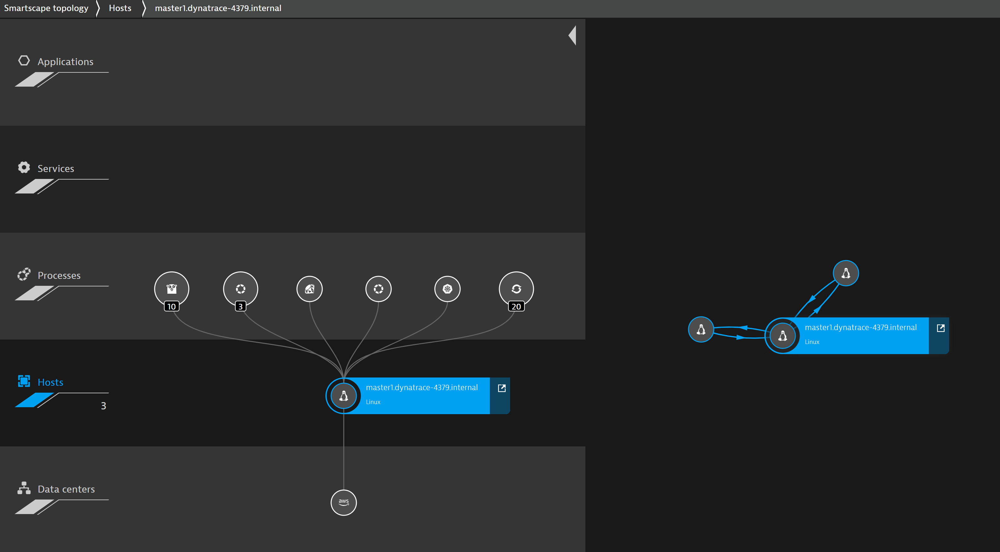 Smartscape topology
Hosts
master1.dynatrace-4379.internal
Applications
Services
Processes
10
3
20
Hosts
3
master1.dynatrace-4379.internal
Linux
Data centers
aws
master1.dynatrace-4379.internal
Linux